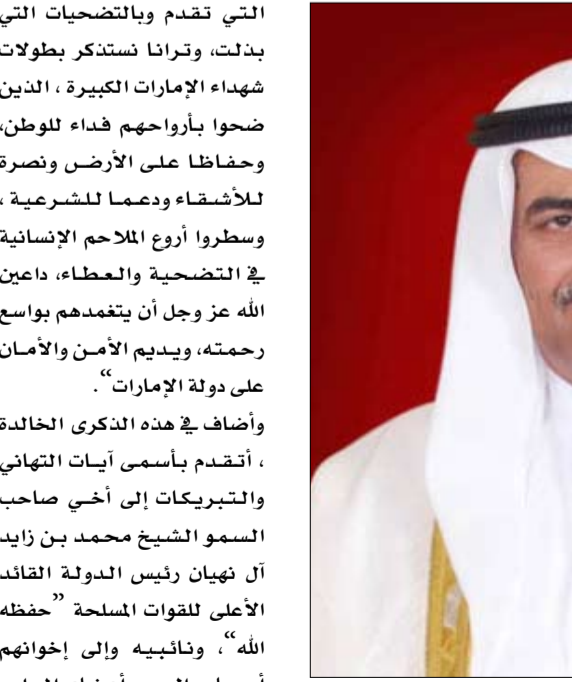 التي تقدم وبالتضحيات التي
بذلت، وترانا نستذكر بطولات
شهداء الإمارات الكبيرة ، الذين
ضحوا بأرواحهم فداء للوطن،
وحفاظا على الأرض ونصرة
للأشقاء ودعما للشرعية ،
وسطروا أروع الملاحم الإنسانية
في التضحية والعطاء، داعين
الله عز وجل أن يتغمدهم بواسع
رحمته، ويديم الأمن والأمان
على دولة الإمارات“.
وأضاف في هذه الذكرى الخالدة
، أتقدم بأسمى آيات التهاني
والتبريكات إلى أخي صاحب
السمو الشيخ محمد بن زايد
آل نهيان رئيس الدولة القائد
الأعلى للقوات المسلحة ”حفظه
الله“، ونائبيه وإلى إخوانهم